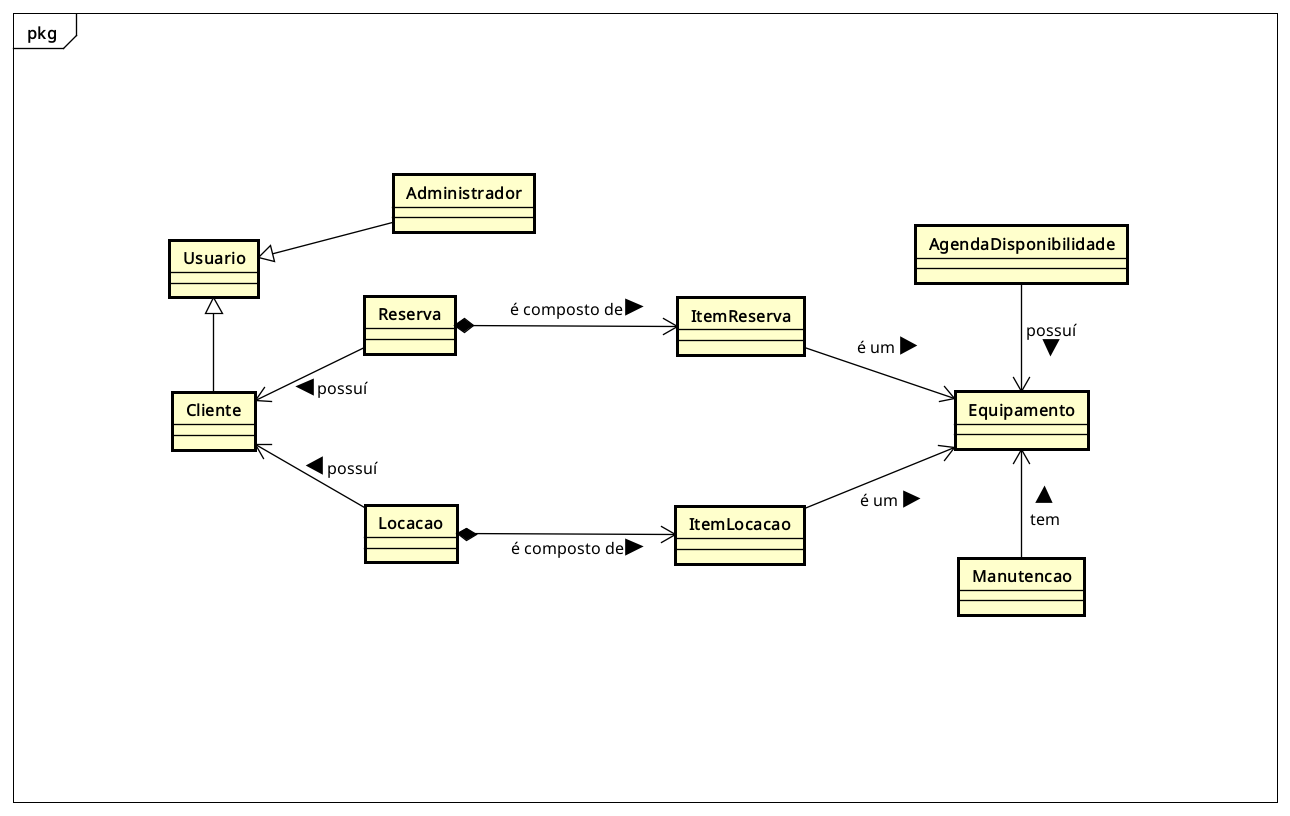 pkg
Administrador
Usuario
AgendaDisponibilidade
Reserva
é composto de
ItemReserva
possuí
é um
possuí
Cliente
Equipamento
possuí
é um
Locacao
ItemLocacao
tem
é composto de
Manutencao